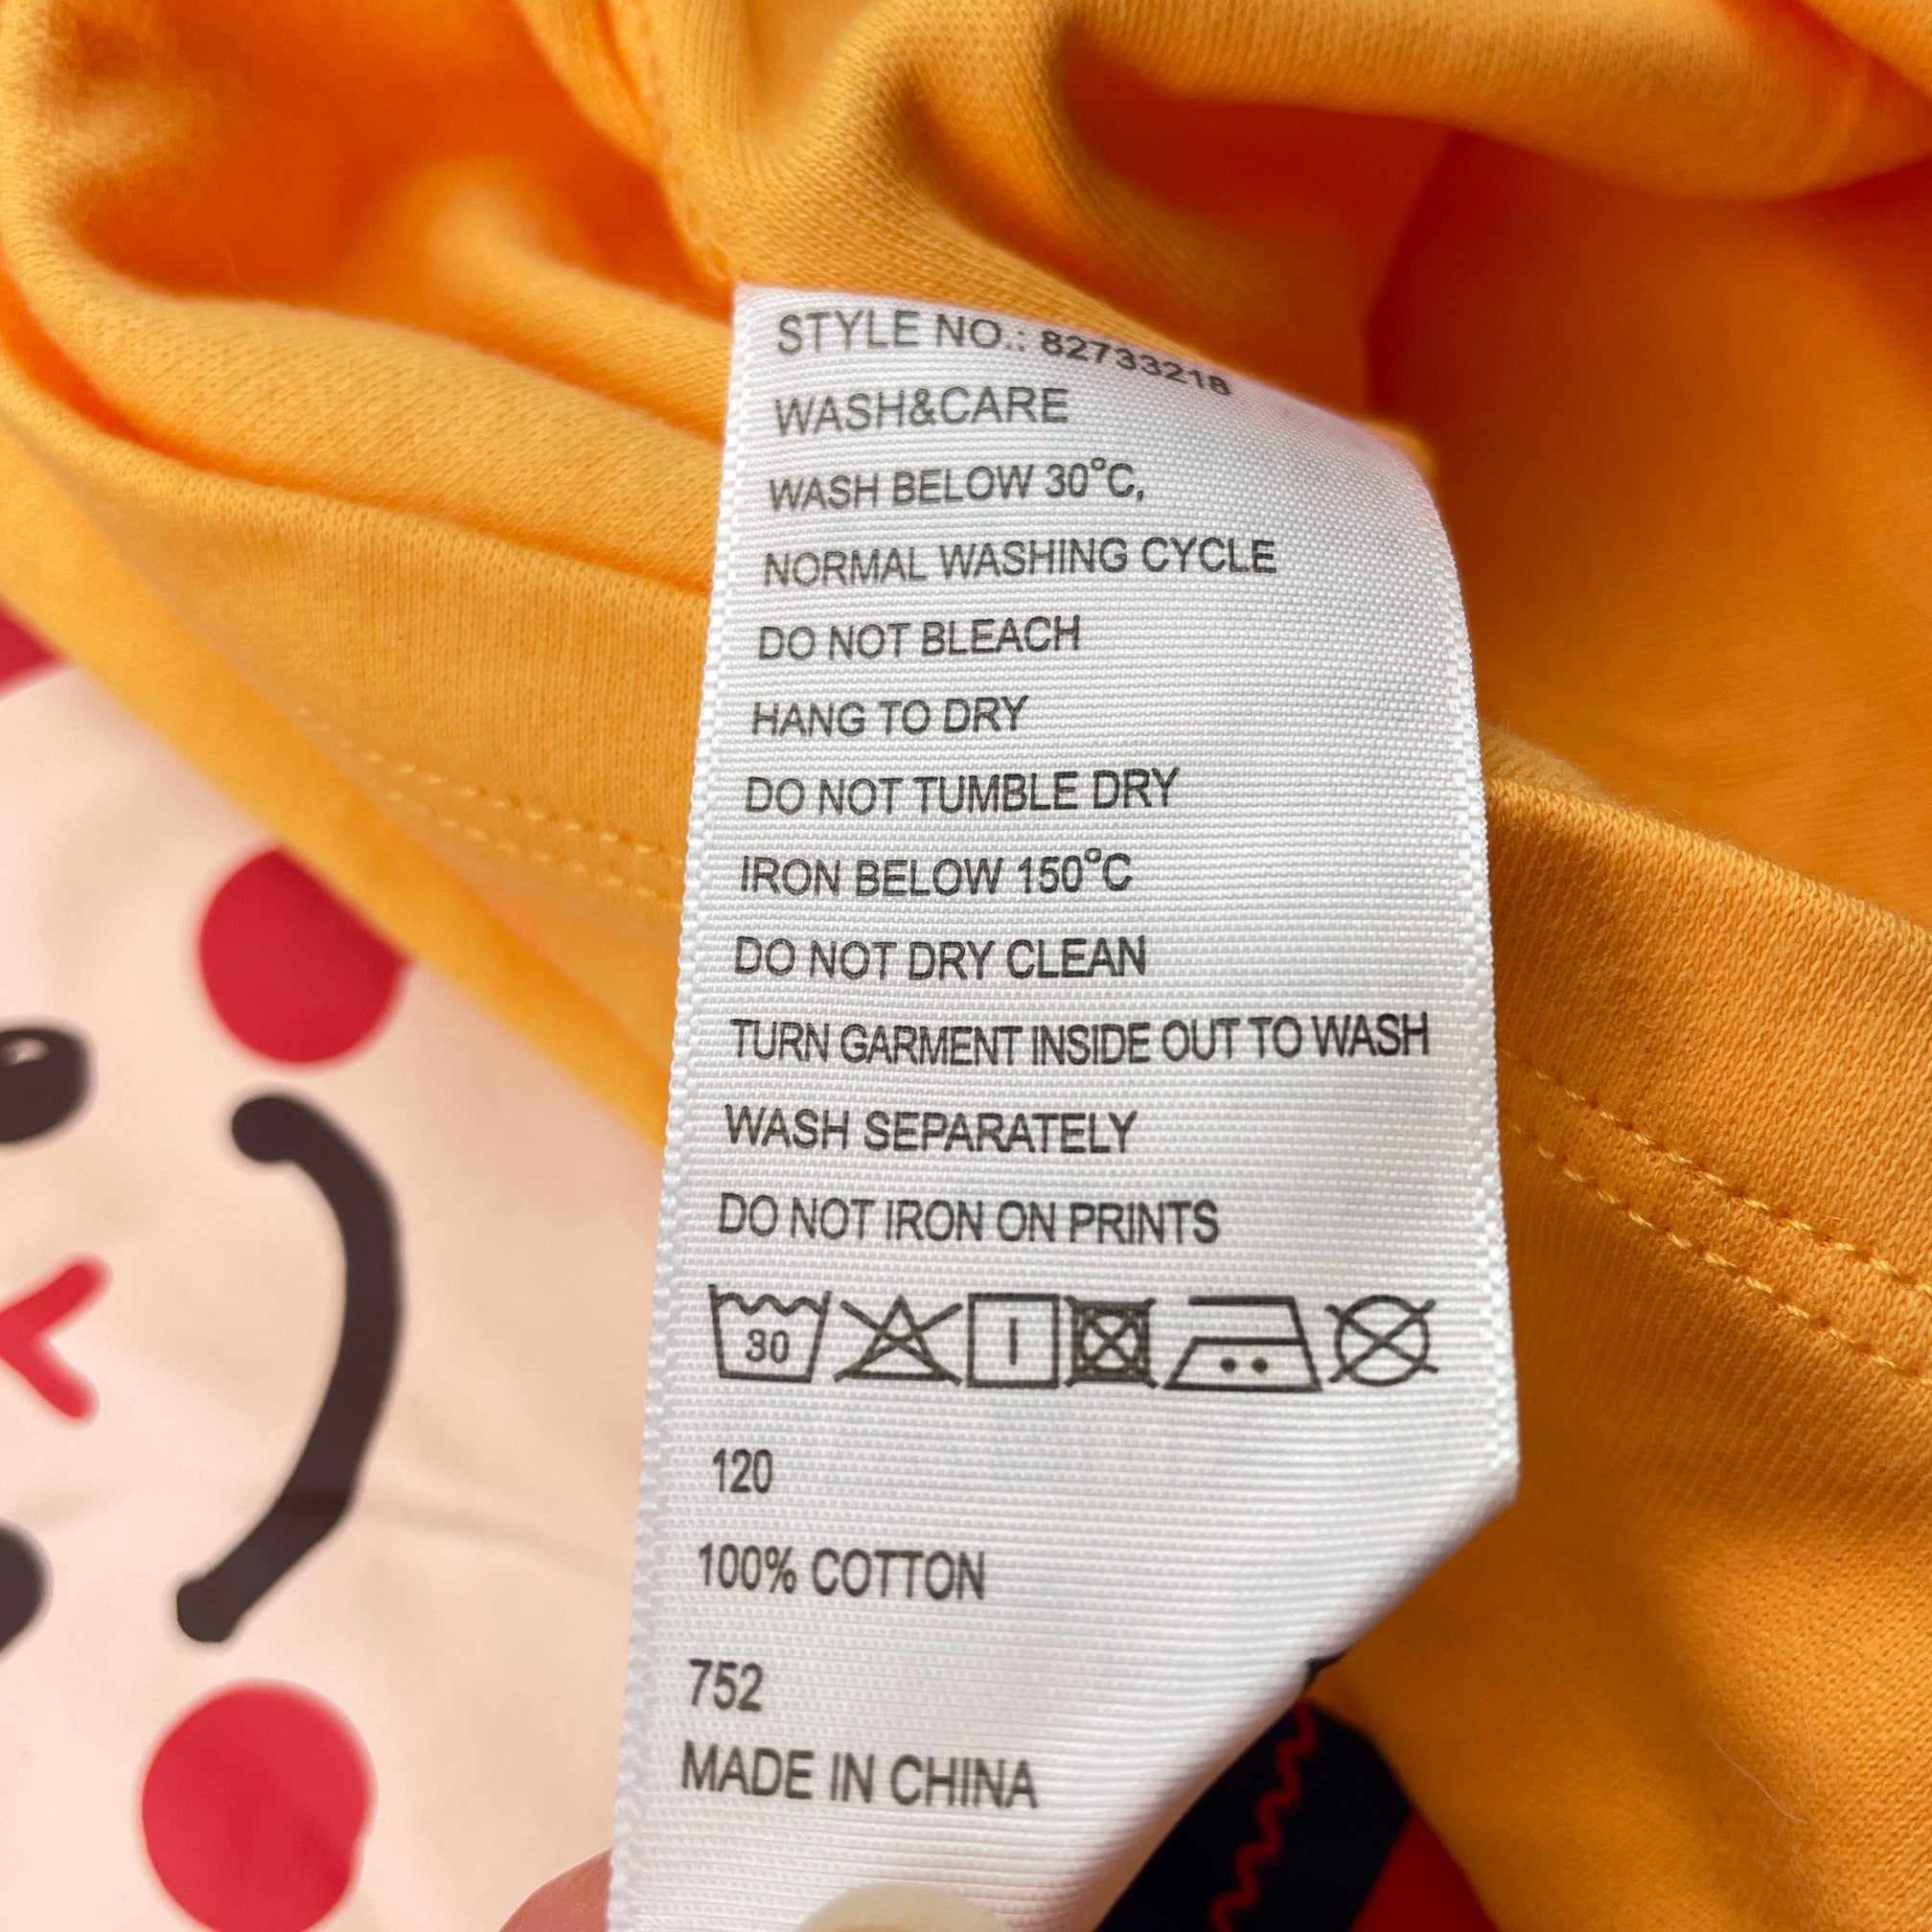 STYLE NO.: 82733218
WASH&CARE
WASH BELOW 30°C,
NORMAL WASHING CYCLE
DO NOT BLEACH
HANG TO DRY
DO NOT TUMBLE DRY
IRON BELOW 150°C
DO NOT DRY CLEAN
TURN GARMENT INSIDE OUT TO WASH
WASH SEPARATELY
DO NOT IRON ON PRINTS
30
120
100% COTTON
752
MADE IN CHINA